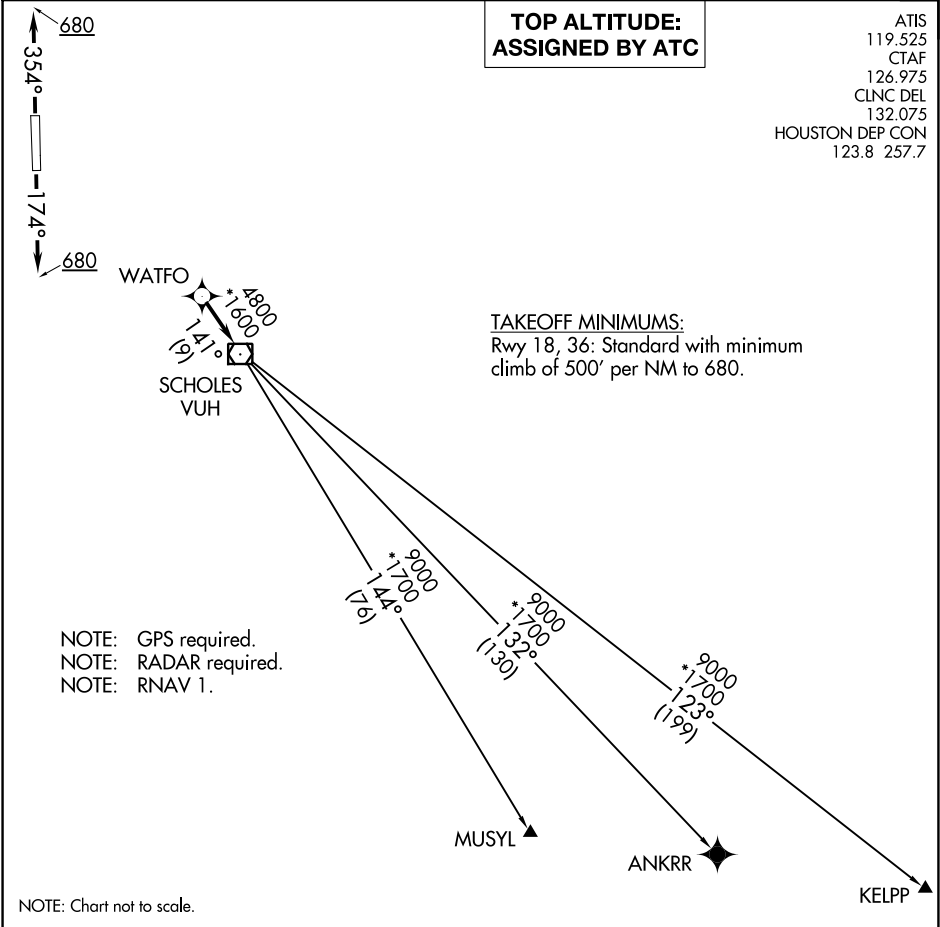 680
354°
174°
680
TOP ALTITUDE:
ASSIGNED BY ATC
ATIS
119.525
CTAF
126.975
CLNC DEL
132.075
HOUSTON DEP CON
123.8 257.7
WATFO
4800
*1600
141°
(9)
SCHOLES
VUH
TAKEOFF MINIMUMS:
Rwy 18, 36: Standard with minimum
climb of 500' per NM to 680.
9000
*1700
144°
(76)
9000
*1700
132°
(130)
9000
*1700
123°
(199)
NOTE: GPS required.
NOTE: RADAR required.
NOTE: RNAV 1.
MUSYL
ANKRR
KELPP
NOTE: Chart not to scale.